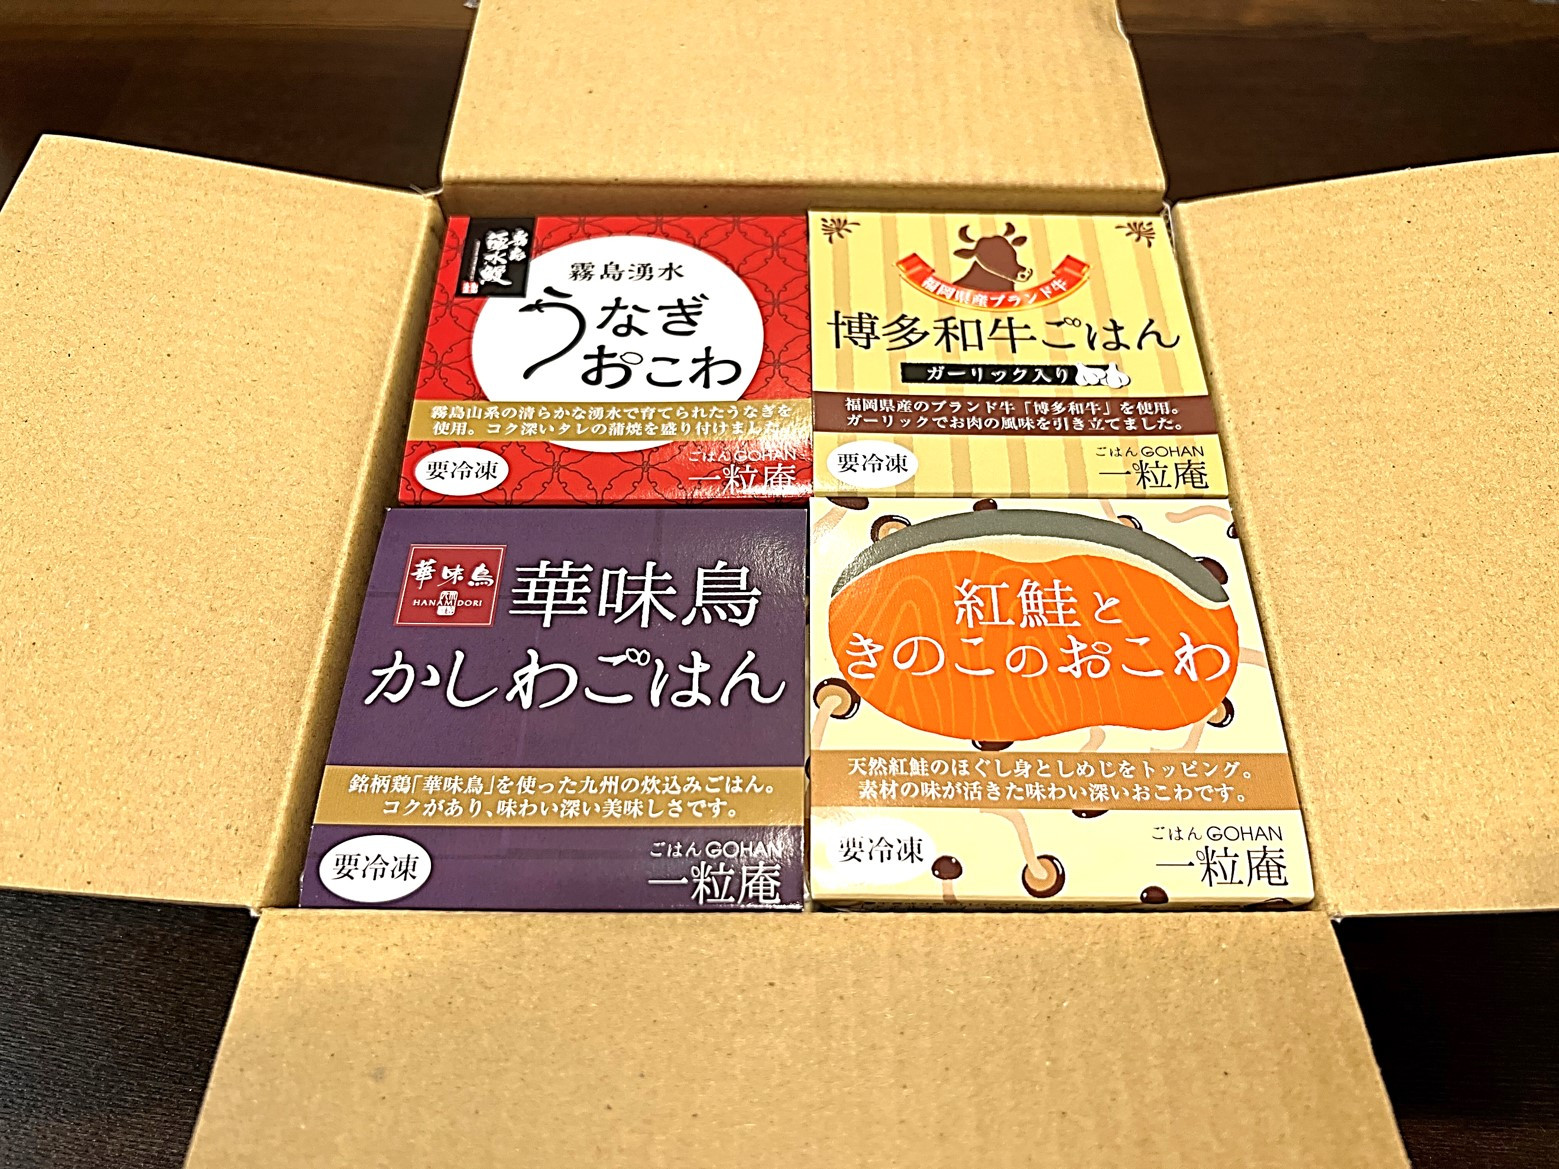 霧島湧水鰻
霧島湧水
うなぎ
おこわ
霧島山系の清らかな湧水で育てられたうなぎを
使用。コク深いタレの蒲焼を盛り付けました。
要冷凍
ごはんGOHAN
一粒庵
福岡県産ブランド牛
博多和牛ごはん
ガーリック入り
福岡県産のブランド牛「博多和牛」を使用。
ガーリックでお肉の風味を引き立てました。
要冷凍
ごはんGOHAN
一粒庵
華味鳥
HANAMIDORI
華味鳥
かしわごはん
銘柄鶏「華味鳥」を使った九州の炊込みごはん。
コクがあり、味わい深い美味しさです。
要冷凍
ごはんGOHAN
一粒庵
紅鮭と
きのこのおこわ
天然紅鮭のほぐし身としめじをトッピング。
素材の味が活きた味わい深いおこわです。
要冷凍
ごはんGOHAN
一粒庵